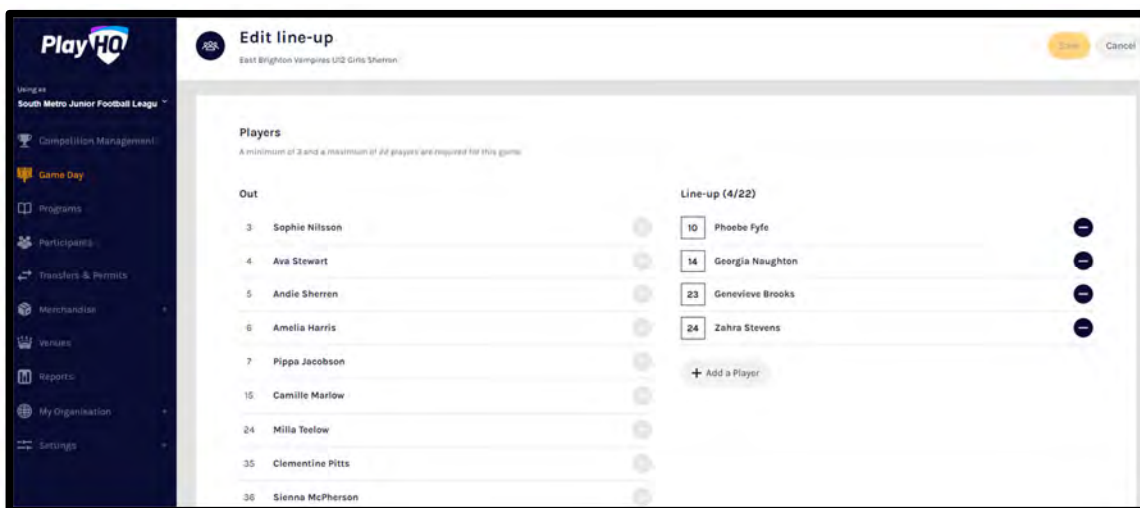 PlayHQ
Using as
South Metro Junior Football Leagu
Competition Management
Game Day
Programs
Participants
Transfers & Permits
Merchandise
Venues
Reports
My Organisation
Settings
Edit line-up
East Brighton Vampires U12 Girls Sherren
Save
Cancel
Players
A minimum of 3 and a maximum of 22 players are required for this game.
Out
3 Sophie Nilsson
4 Ava Stewart
5 Andie Sherren
6 Amelia Harris
7 Pippa Jacobson
15 Camille Marlow
24 Milla Teelow
35 Clementine Pitts
36 Sienna McPherson
Line-up (4/22)
10 Phoebe Fyfe
14 Georgia Naughton
23 Genevieve Brooks
24 Zahra Stevens
+ Add a Player